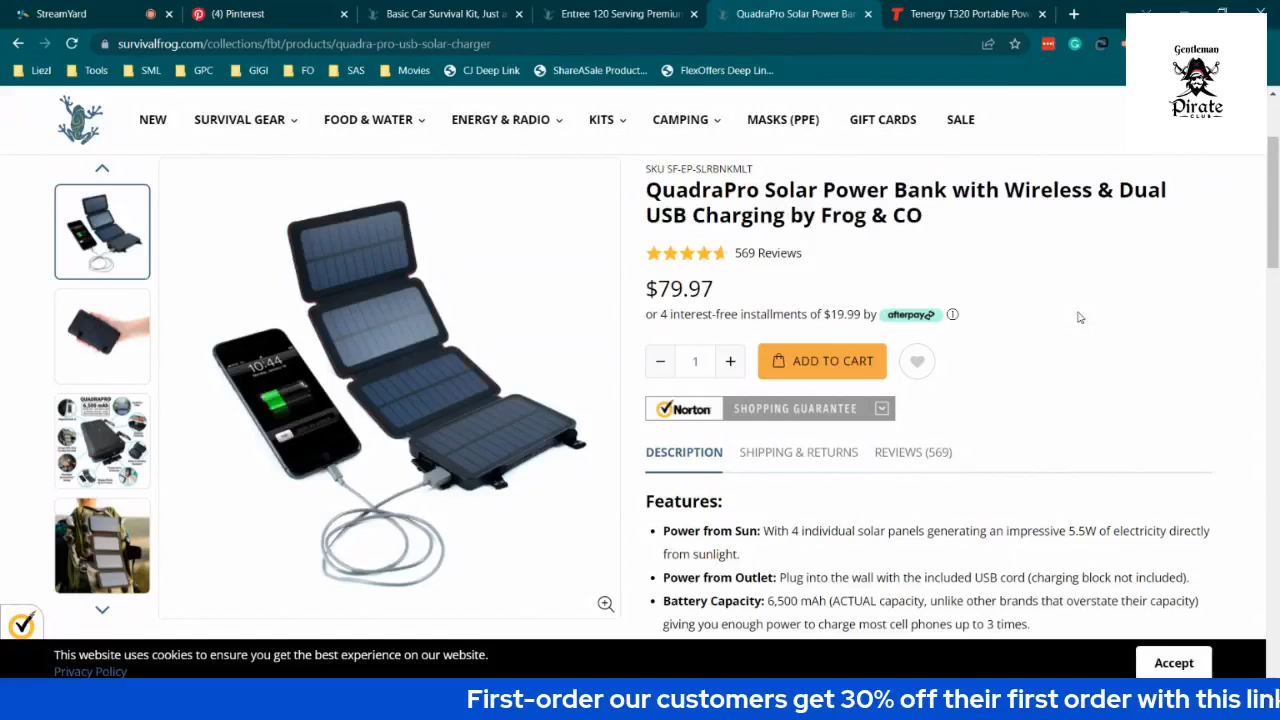 StreamYard
(4) Pinterest
Basic Car Survival Kit, Just a
Entree 120 Serving Premium
QuadraPro Solar Power Ban
Tenergy T320 Portable Pow
survivalfrog.com/collections/fbt/products/quadra-pro-usb-solar-charger
Liezl
Tools
SML
GPC
GIGI
FO
SAS
Movies
CJ Deep Link
ShareASale Product...
FlexOffers Deep Lin...
Gentleman
Pirate
CLUB
NEW
SURVIVAL GEAR
FOOD & WATER
ENERGY & RADIO
KITS
CAMPING
MASKS (PPE)
GIFT CARDS
SALE
SKU SF-EP-SLRBNKMLT
QuadraPro Solar Power Bank with Wireless & Dual
USB Charging by Frog & CO
569 Reviews
$79.97
or 4 interest-free installments of $19.99 by afterpay
1
ADD TO CART
Norton SHOPPING GUARANTEE
DESCRIPTION
SHIPPING & RETURNS
REVIEWS (569)
Features:
• Power from Sun: With 4 individual solar panels generating an impressive 5.5W of electricity directly
from sunlight.
• Power from Outlet: Plug into the wall with the included USB cord (charging block not included).
• Battery Capacity: 6,500 mAh (ACTUAL capacity, unlike other brands that overstate their capacity)
giving you enough power to charge most cell phones up to 3 times.
10:44
QUADRAPRO
6,500 mAh
This website uses cookies to ensure you get the best experience on our website.
Privacy Policy
Accept
First-order our customers get 30% off their first order with this link